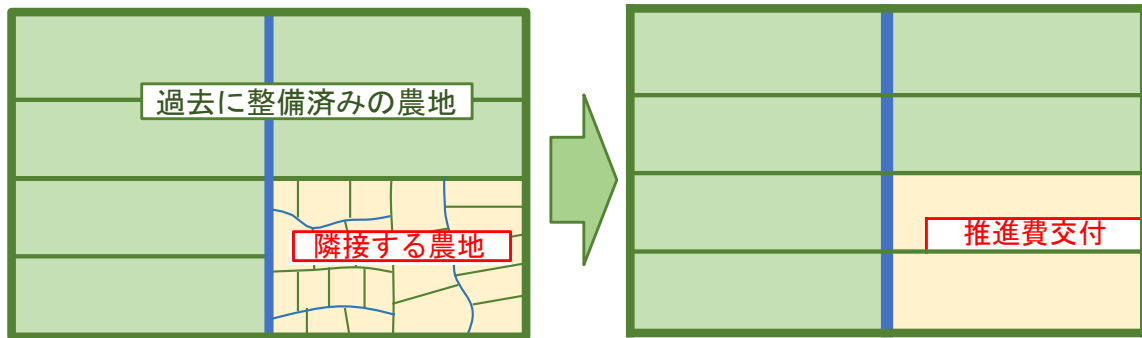 過去に整備済みの農地
隣接する農地
推進費交付